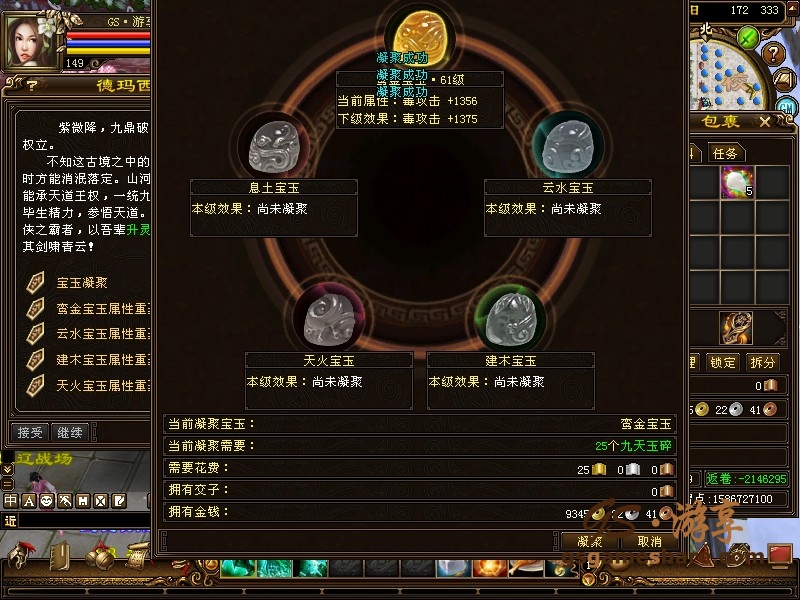 GS·游享
149
德玛西
紫微降，九鼎破
权立。
不知这古境之中的
时方能消泯落定。山河
能承天道王权，一统九
毕生精力，参悟天道。
侠之霸者，以吾辈升灵
其剑啸青云！
宝玉凝聚
銮金宝玉属性重
云水宝玉属性重
建木宝玉属性重
天火宝玉属性重
接受
继续
辽战场
近
凝聚成功
凝聚成功
凝聚成功
·61级
当前属性：毒攻击 +1356
下级效果：毒攻击 +1375
息土宝玉
本级效果：尚未凝聚
云水宝玉
本级效果：尚未凝聚
天火宝玉
本级效果：尚未凝聚
建木宝玉
本级效果：尚未凝聚
当前凝聚宝玉：
銮金宝玉
当前凝聚需要：
25个九天玉碎
需要花费：
25 0 0
拥有交子：
0
拥有金钱：
9345 22 41
凝聚
取消
172 333
北
包裹
任务
5
锁定
拆分
0
22 41
返卷:-2146295
点:1586727100
GS·游享